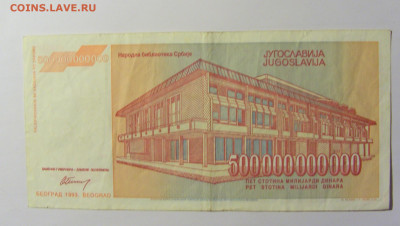 COINS.LAVE.RU
Народна библиотека Србије
ЈУГОСЛАВИЈА
JUGOSLAVIJA
500.000.000.000
ПЕТ СТОТИНА МИЛИЈАРДИ ДИНАРА
PET STOTINA MILIJARDI DINARA
БЕОГРАД 1993. BEOGRAD